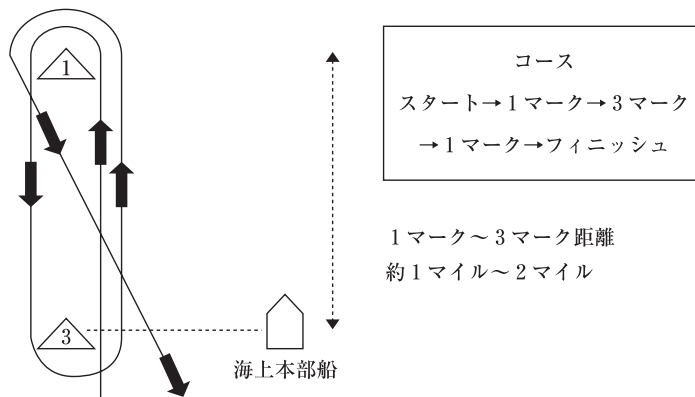 1
3
海上本部船
コース
スタート→1マーク→3マーク
→1マーク→フィニッシュ
1マーク～3マーク距離
約1マイル～2マイル